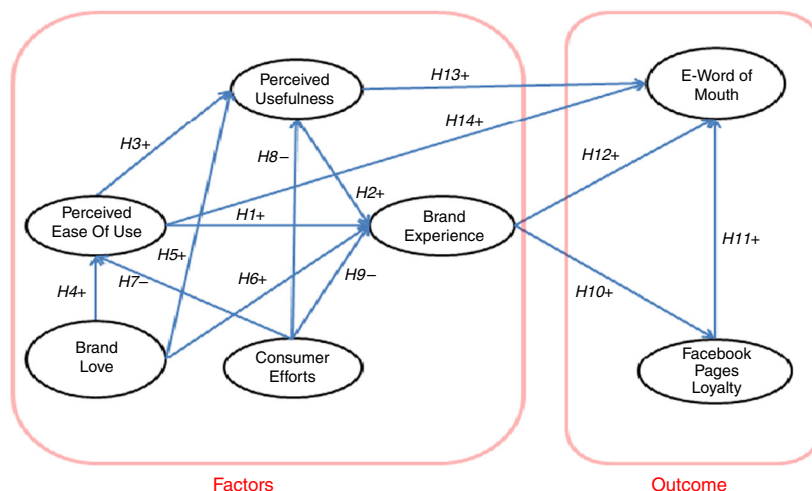 Perceived
Usefulness
H13+
E-Word of
Mouth
H3+
H14+
H8–
H12+
H2+
Perceived
Ease Of Use
H1+
Brand
Experience
H5+
H11+
H4+
H7–
H6+
H9–
H10+
Brand
Love
Consumer
Efforts
Facebook
Pages
Loyalty
Factors
Outcome